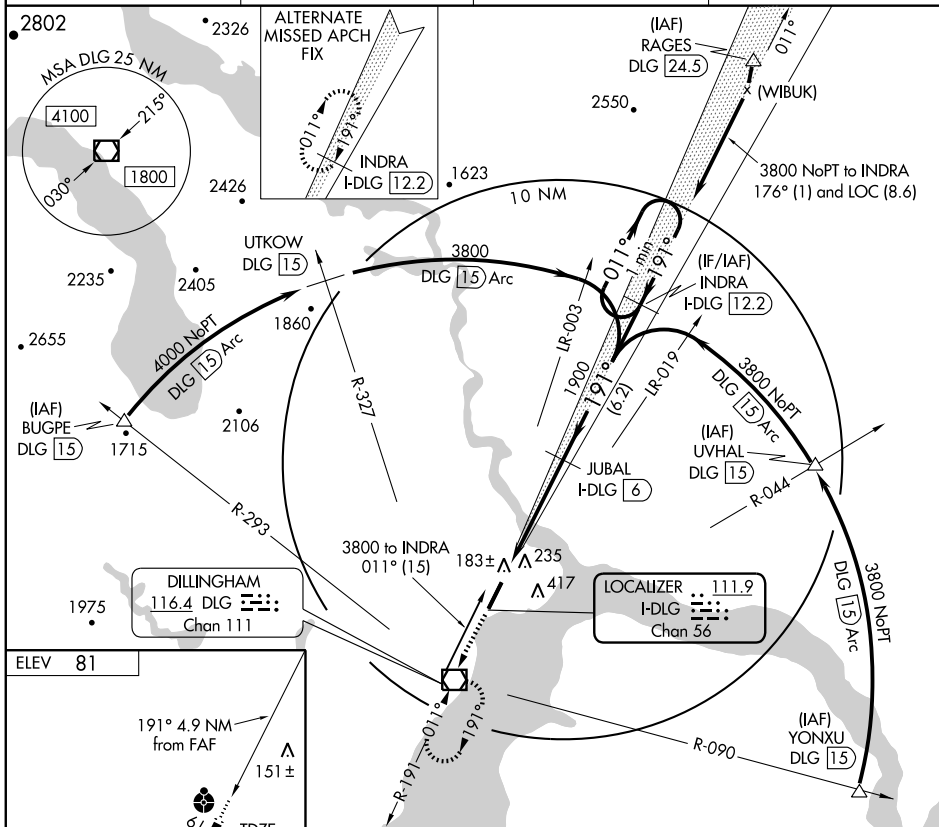 2802
2326
MSA DLG 25 NM
4100
215°
030°
1800
ALTERNATE
MISSED APCH
FIX
011°
191°
INDRA
I-DLG 12.2
(IAF)
RAGES
DLG 24.5
011°
(WIBUK)
2550
3800 NoPT to INDRA
176° (1) and LOC (8.6)
1623
2426
10 NM
UTKOW
DLG 15
3800
DLG 15 Arc
011°
1 min
191°
(IF/IAF)
INDRA
I-DLG 12.2
2235
2405
1860
2655
4000 NoPT
DLG 15 Arc
LR-003
1900
191°
(6.2)
LR-019
3800 NoPT
DLG 15 Arc
R-327
(IAF)
BUGPE
DLG 15
1715
2106
(IAF)
UVHAL
DLG 15
R-044
JUBAL
I-DLG 6
R-293
3800 to INDRA
011° (15)
183±
235
417
3800 NoPT
DLG 15 Arc
DILLINGHAM
116.4 DLG
Chan 111
LOCALIZER 111.9
I-DLG
Chan 56
1975
ELEV 81
191° 4.9 NM
from FAF
151±
011°
191°
R-191
R-090
(IAF)
YONXU
DLG 15